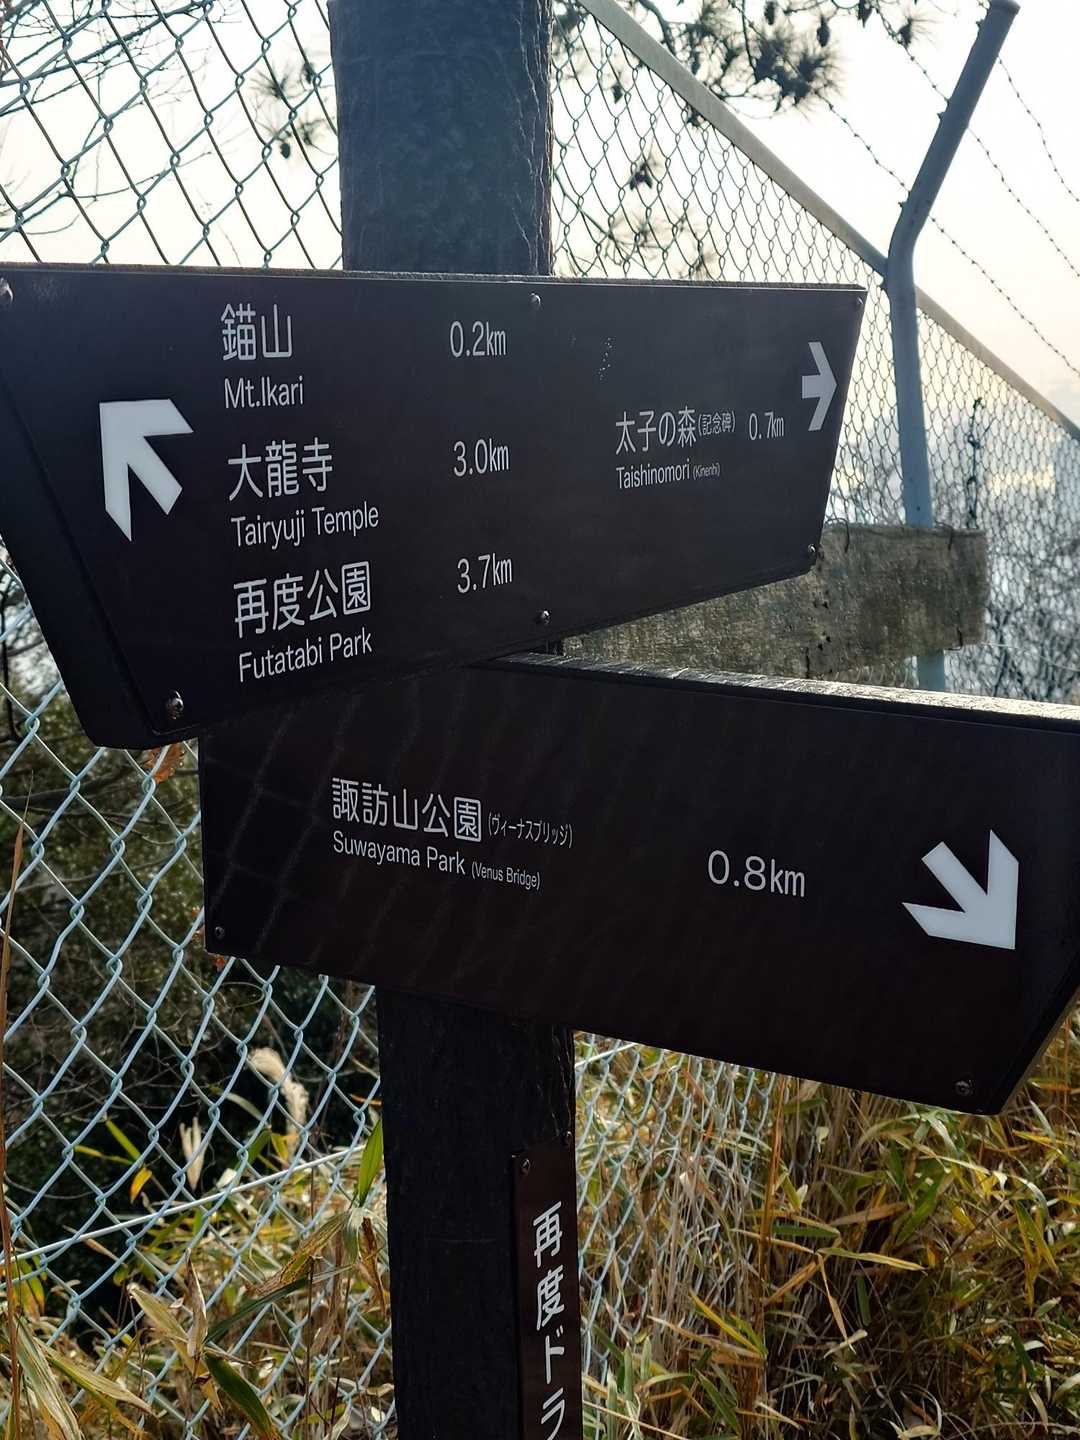 錨山 0.2km
Mt.Ikari
大龍寺 3.0km
Tairyuji Temple
再度公園 3.7km
Futatabi Park
太子の森(記念碑) 0.7km
Taishinomori (Kinenhi)
諏訪山公園(ヴィーナスブリッジ)
Suwayama Park (Venus Bridge)
0.8km
再度ドラ